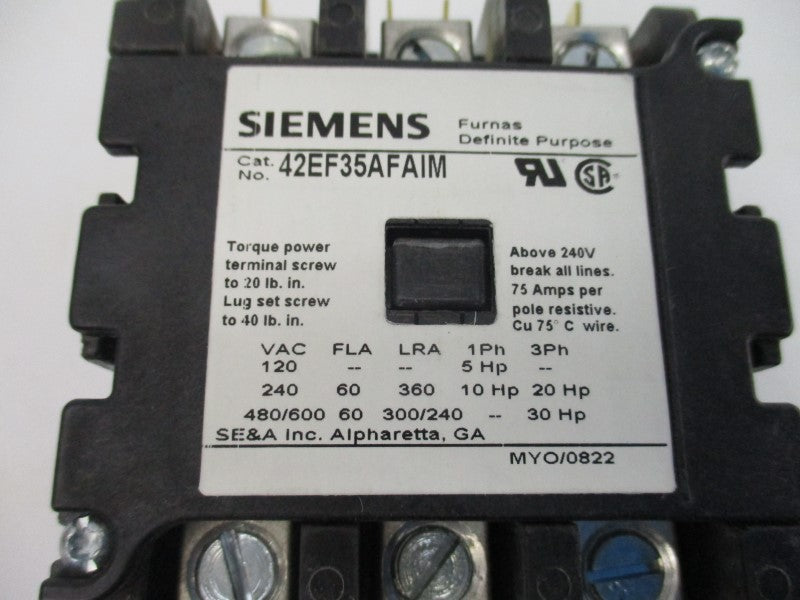 SIEMENS
Furnas
Definite Purpose
Cat. No. 42EF35AFAIM
Torque power
terminal screw
to 20 lb. in.
Lug set screw
to 40 lb. in.
Above 240V
break all lines.
75 Amps per
pole resistive.
Cu 75° C wire.
VAC FLA LRA 1Ph 3Ph
120 -- -- 5 Hp --
240 60 360 10 Hp 20 Hp
480/600 60 300/240 -- 30 Hp
SE&A Inc. Alpharetta, GA
MYO/0822